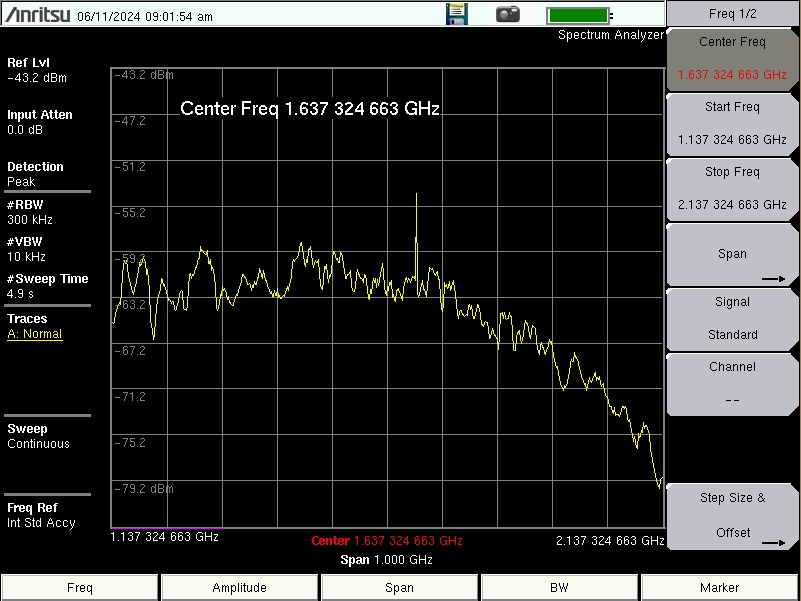 Anritsu 06/11/2024 09:01:54 am
Spectrum Analyzer
Freq 1/2
Center Freq
1.637 324 663 GHz
Start Freq
1.137 324 663 GHz
Stop Freq
2.137 324 663 GHz
Span
Signal
Standard
Channel
--
Step Size &
Offset
Ref Lvl
-43.2 dBm
Input Atten
0.0 dB
Detection
Peak
#RBW
300 kHz
#VBW
10 kHz
#Sweep Time
4.9 s
Traces
A: Normal
Sweep
Continuous
Freq Ref
Int Std Accy
-43.2 dBm
Center Freq 1.637 324 663 GHz
-47.2
-51.2
-55.2
-59.2
-63.2
-67.2
-71.2
-75.2
-79.2 dBm
1.137 324 663 GHz
Center 1.637 324 663 GHz
2.137 324 663 GHz
Span 1.000 GHz
Freq
Amplitude
Span
BW
Marker